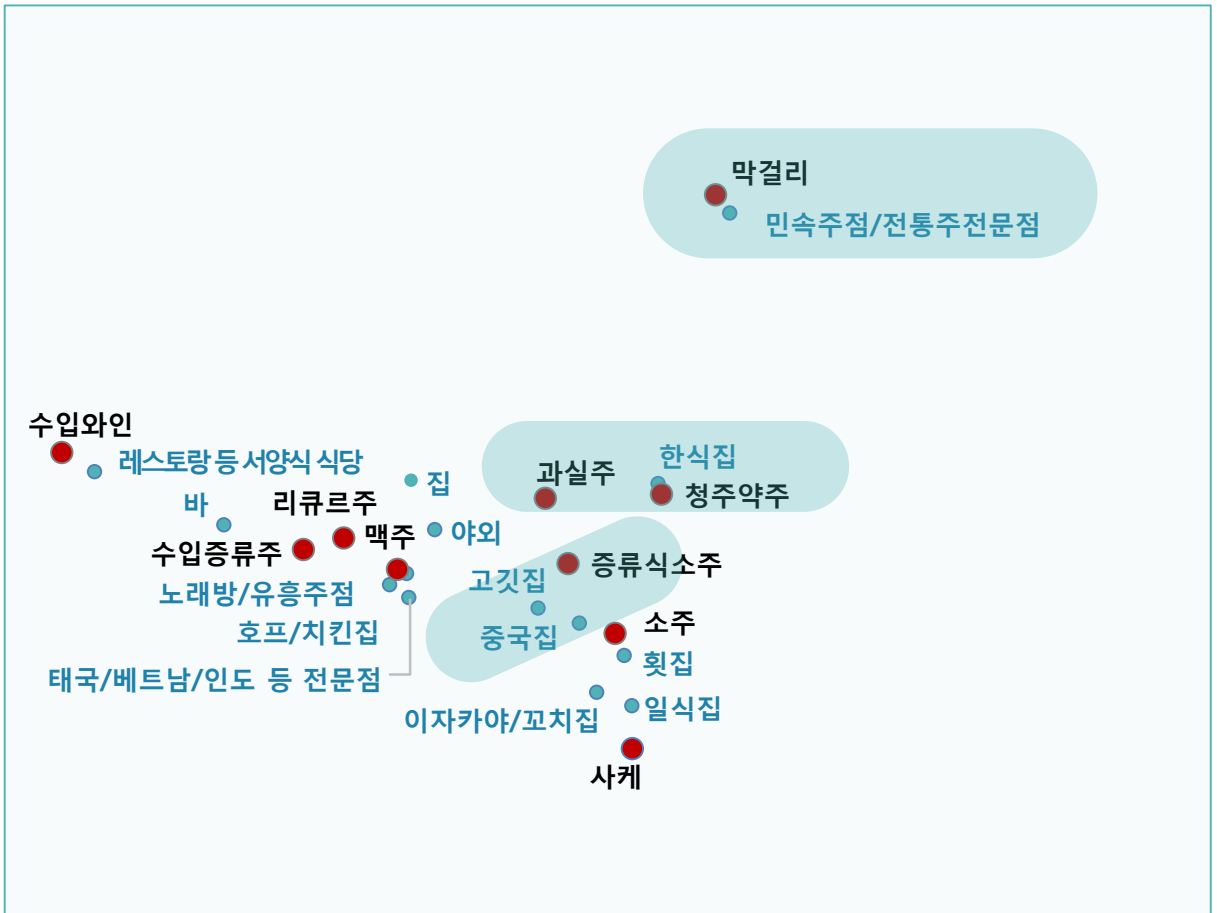 막걸리
민속주점/전통주전문점
수입와인
레스토랑 등 서양식 식당
집
한식집
과실주
청주약주
바
리큐르주
맥주
야외
수입증류주
증류식소주
고깃집
노래방/유흥주점
소주
호프/치킨집
중국집
횟집
태국/베트남/인도 등 전문점
이자카야/꼬치집
일식집
사케